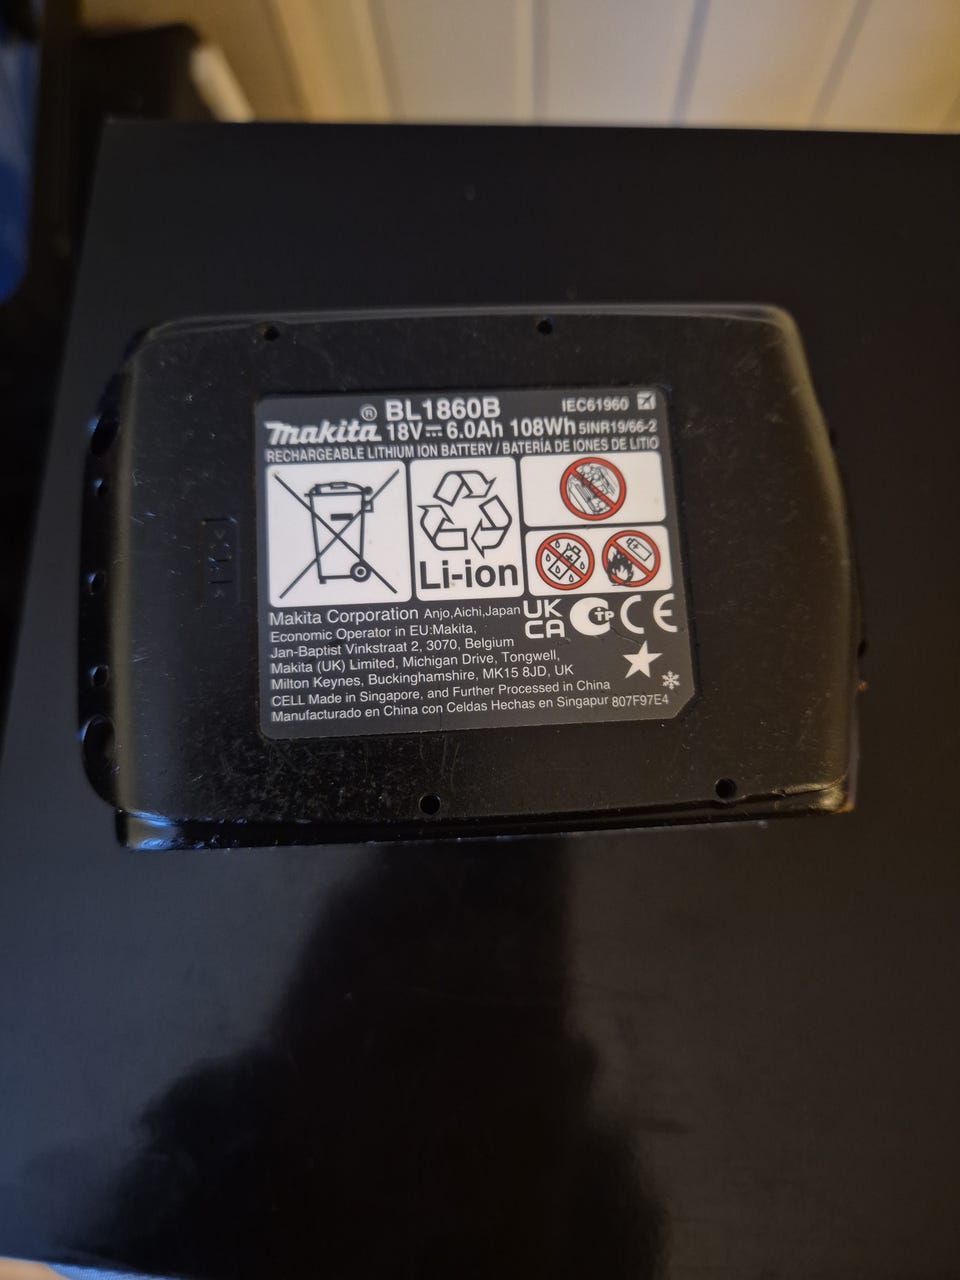 ® BL1860B IEC61960
makita 18V 6.0Ah 108Wh 5INR19/66-2
RECHARGEABLE LITHIUM ION BATTERY / BATERÍA DE IONES DE LITIO
Li-ion
Makita Corporation Anjo,Aichi,Japan
Economic Operator in EU:Makita,
Jan-Baptist Vinkstraat 2, 3070, Belgium
Makita (UK) Limited, Michigan Drive, Tongwell,
Milton Keynes, Buckinghamshire, MK15 8JD, UK
CELL Made in Singapore, and Further Processed in China
Manufacturado en China con Celdas Hechas en Singapur 807F97E4
UK
CA
TP
CE